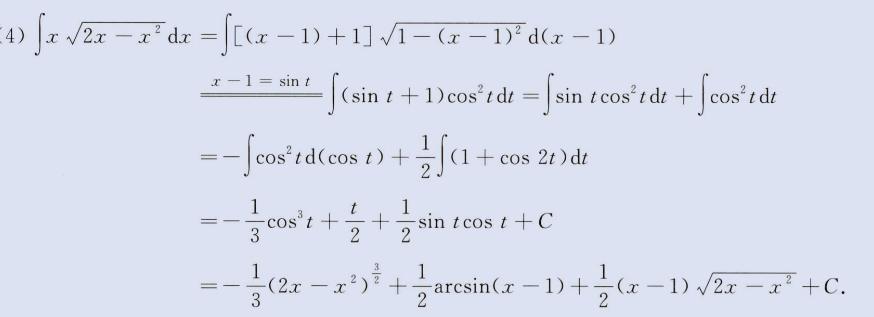 (4) ∫x√(2x − x²) dx = ∫[(x − 1) + 1] √(1 − (x − 1)²) d(x − 1)
x − 1 = sin t ∫(sin t + 1)cos²t dt = ∫sin t cos²t dt + ∫cos²t dt
= −∫cos²t d(cos t) + 1/2 ∫(1 + cos 2t)dt
= −1/3 cos³t + t/2 + 1/2 sin t cos t + C
= −1/3 (2x − x²)^(3/2) + 1/2 arcsin(x − 1) + 1/2 (x − 1) √(2x − x²) + C.